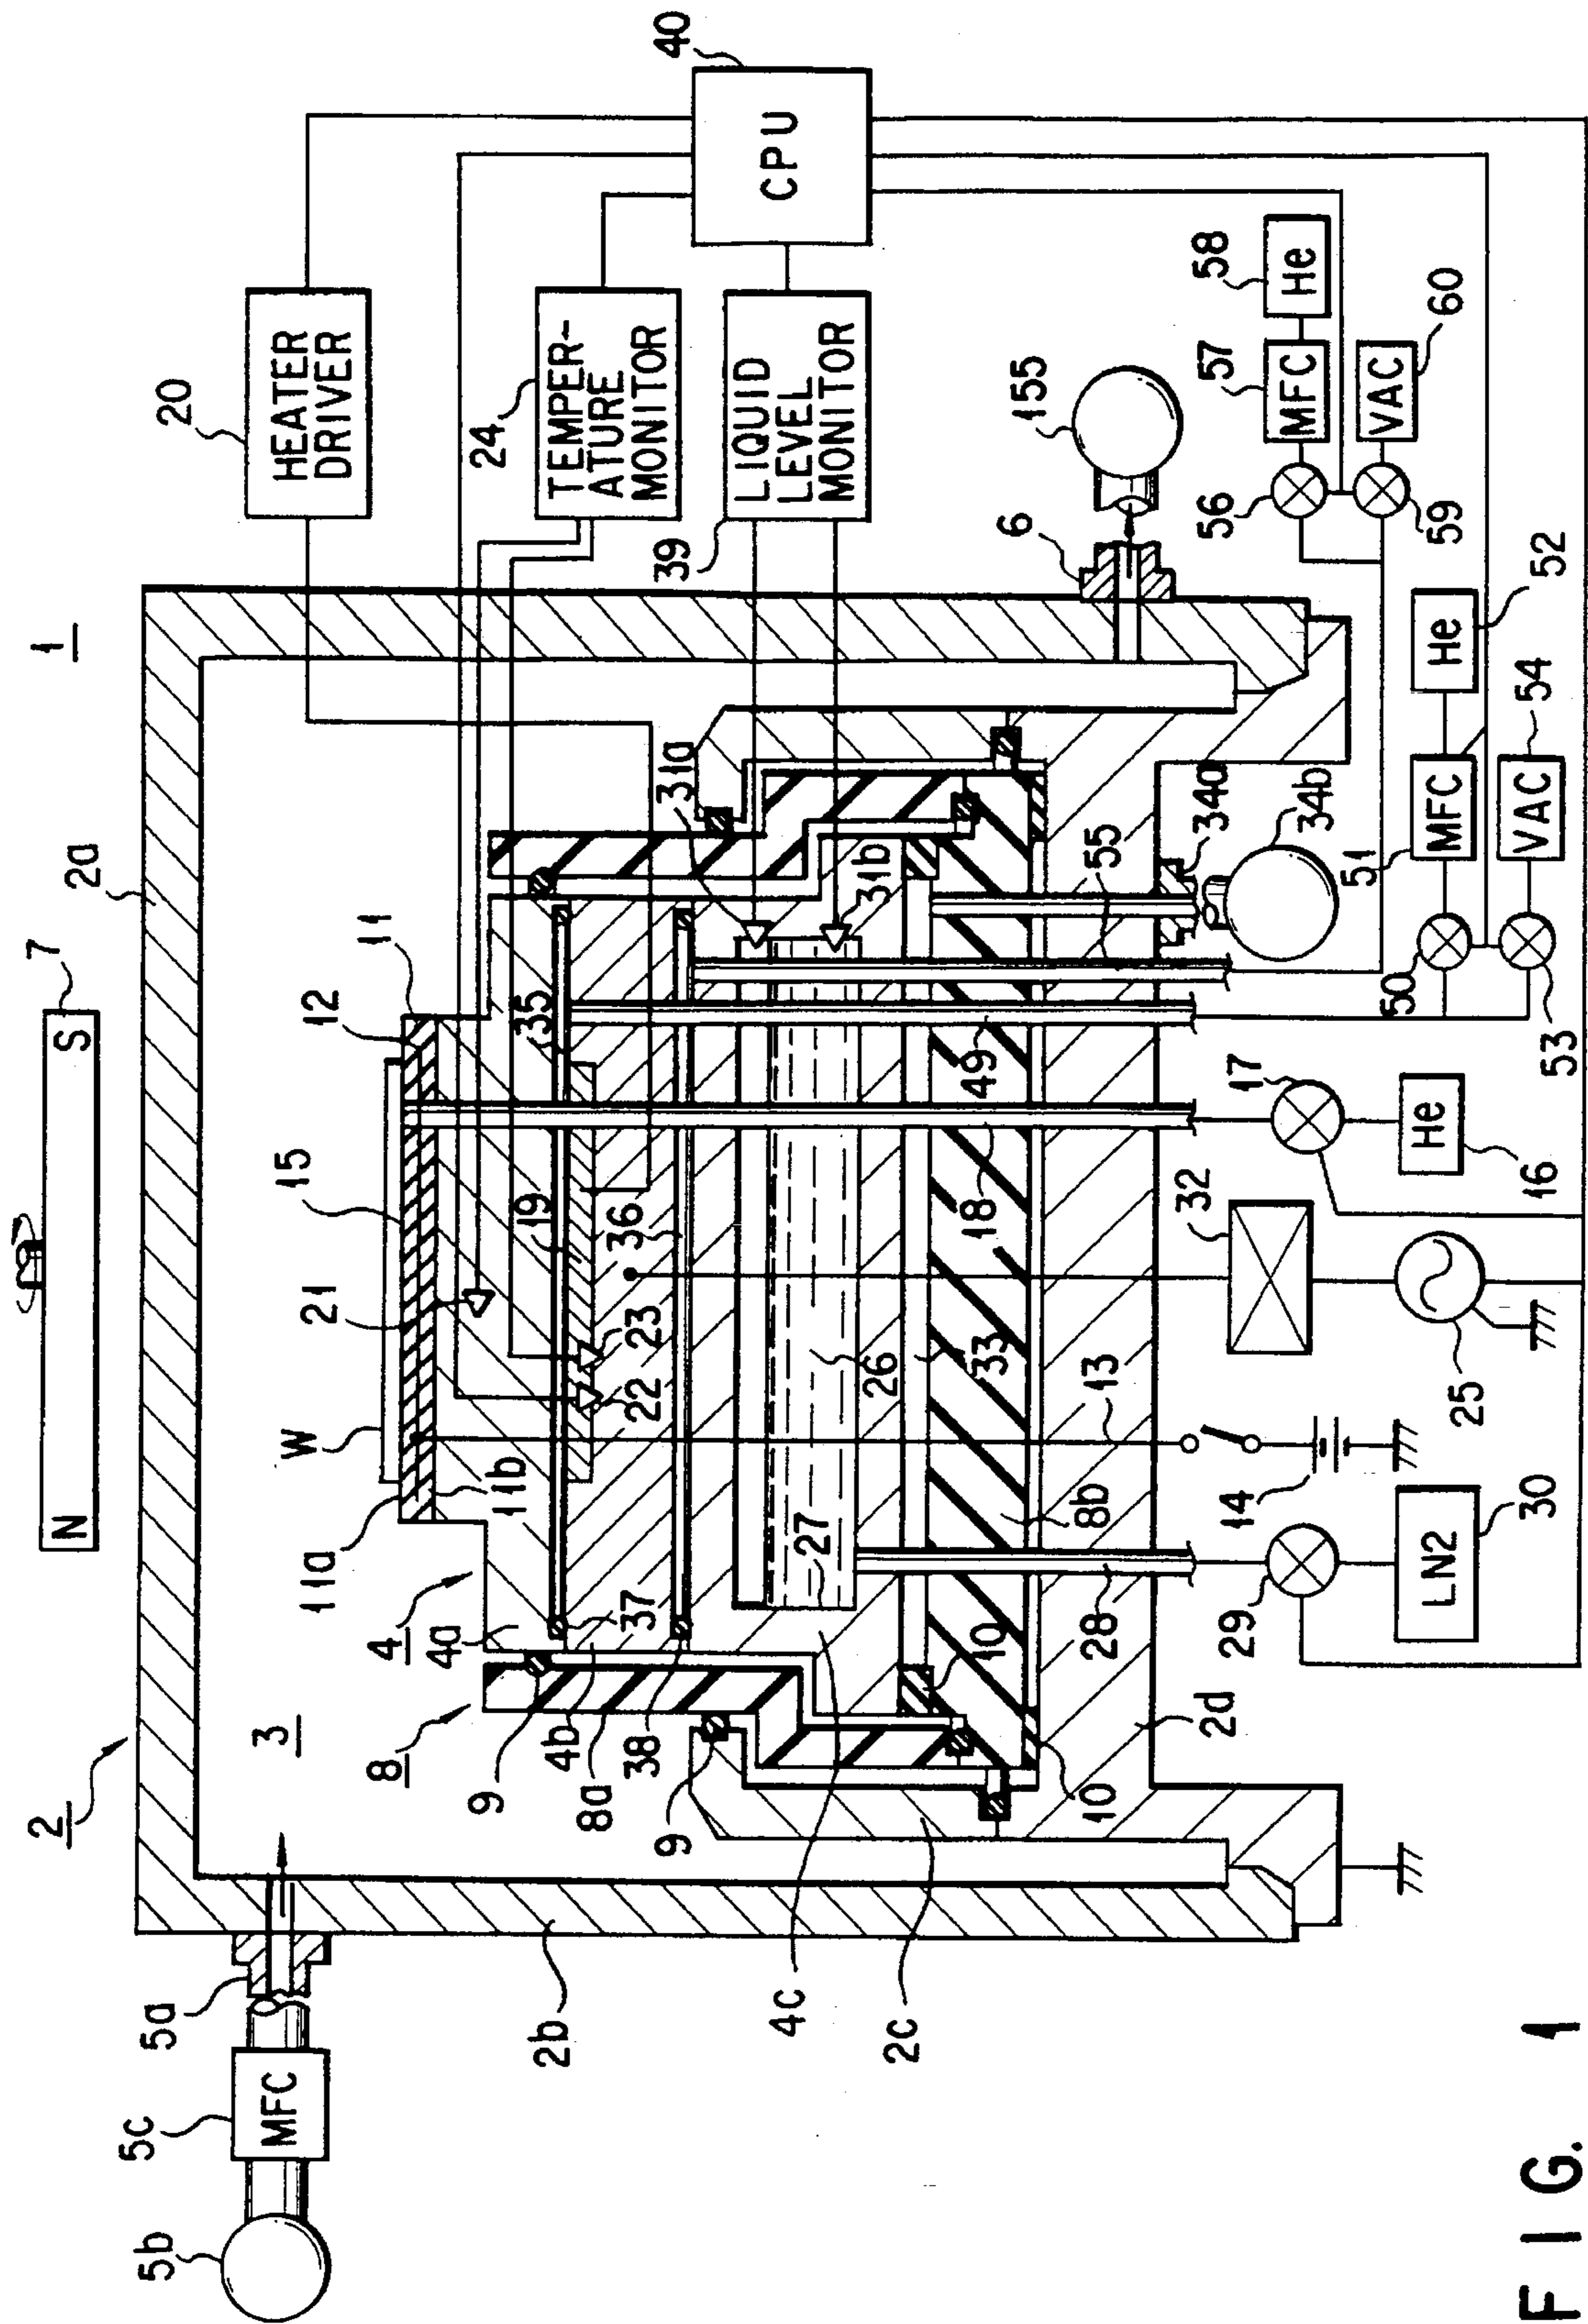 1
2
2a
7
N
S
3
5a
5b
5c
MFC
2b
W
11a
11b
21
15
12
11
4
4a
8
9
4b
8a
38
9
37
22
23
19
36
35
20
HEATER
DRIVER
24
TEMPER-
ATURE
MONITOR
39
LIQUID
LEVEL
MONITOR
40
CPU
31a
31b
6
155
27
26
33
10
10
8b
28
13
18
49
55
34a
34b
2d
2c
4c
29
LN2
30
14
25
32
17
He
16
50
53
51
MFC
VAC
54
He
52
56
59
57
MFC
58
He
VAC
60
FIG. 1